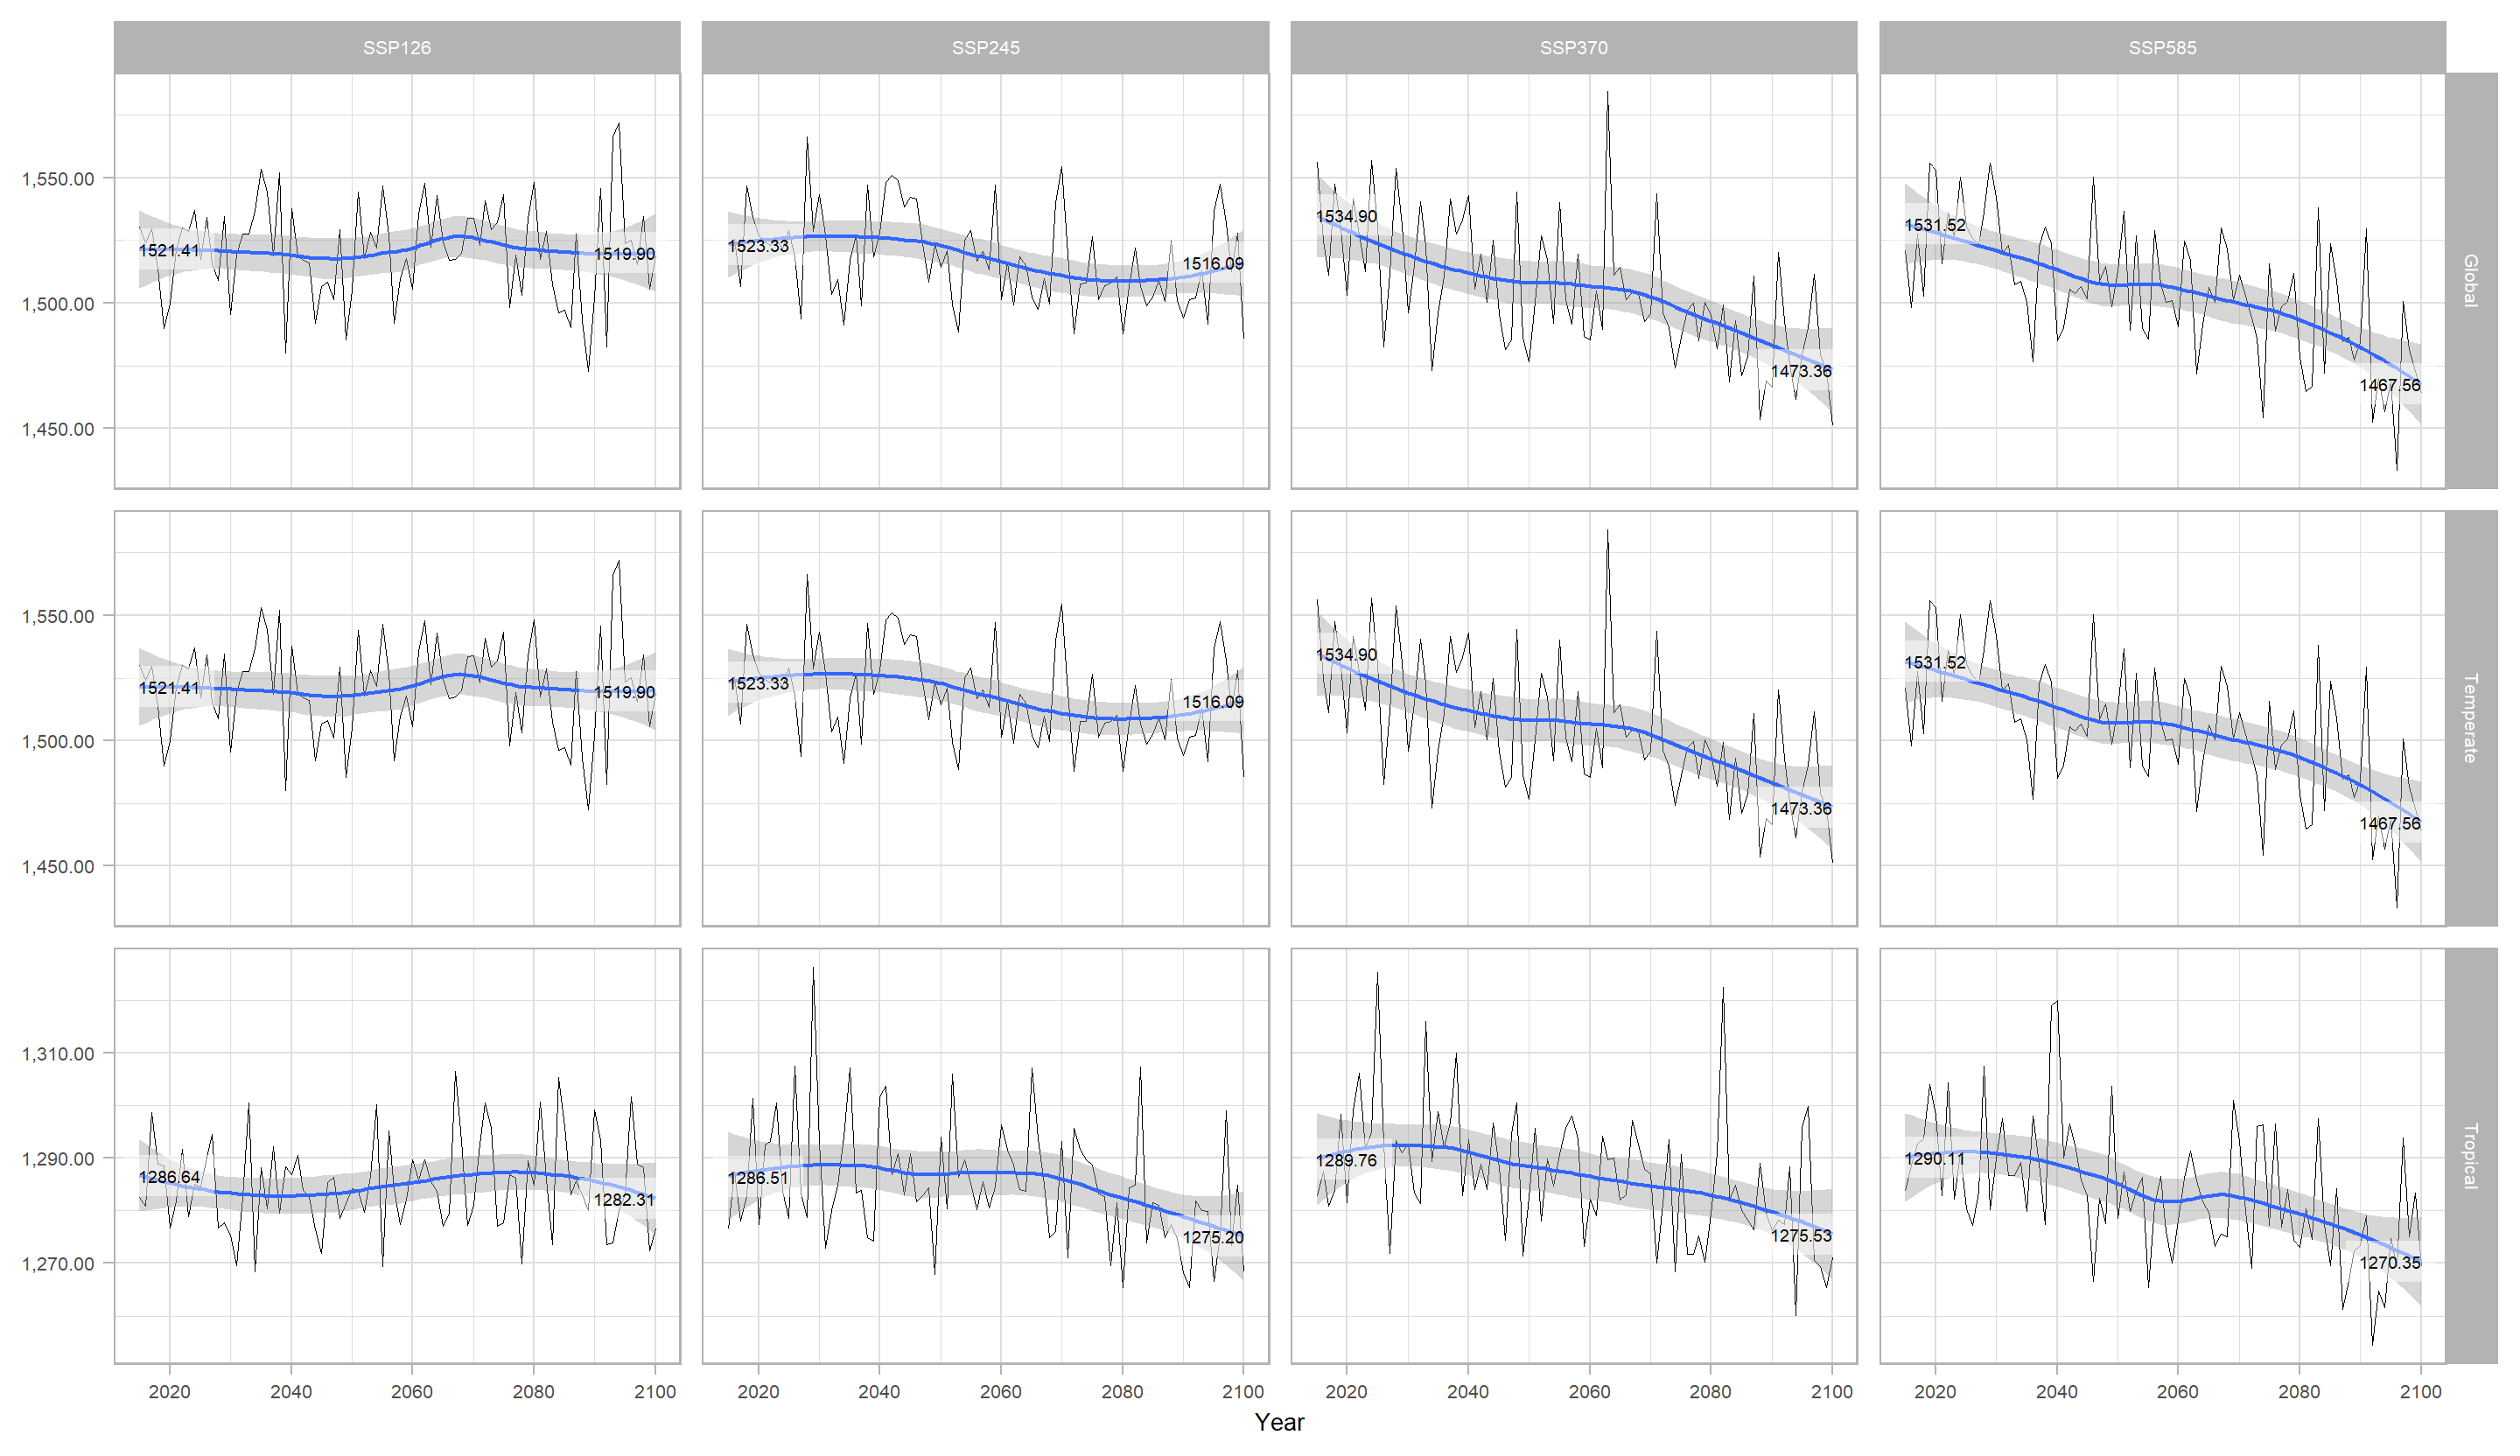 SSP126 SSP245 SSP370 SSP585
1,550.00
1,500.00
1,450.00
1521.41 1519.90 1523.33 1516.09 1534.90 1473.36 1531.52 1467.56
Global
1,550.00
1,500.00
1,450.00
1521.41 1519.90 1523.33 1516.09 1534.90 1473.36 1531.52 1467.56
Temperate
1,310.00
1,290.00
1,270.00
1286.64 1282.31 1286.51 1275.20 1289.76 1275.53 1290.11 1270.35
Tropical
2020 2040 2060 2080 2100 2020 2040 2060 2080 2100 2020 2040 2060 2080 2100 2020 2040 2060 2080 2100
Year